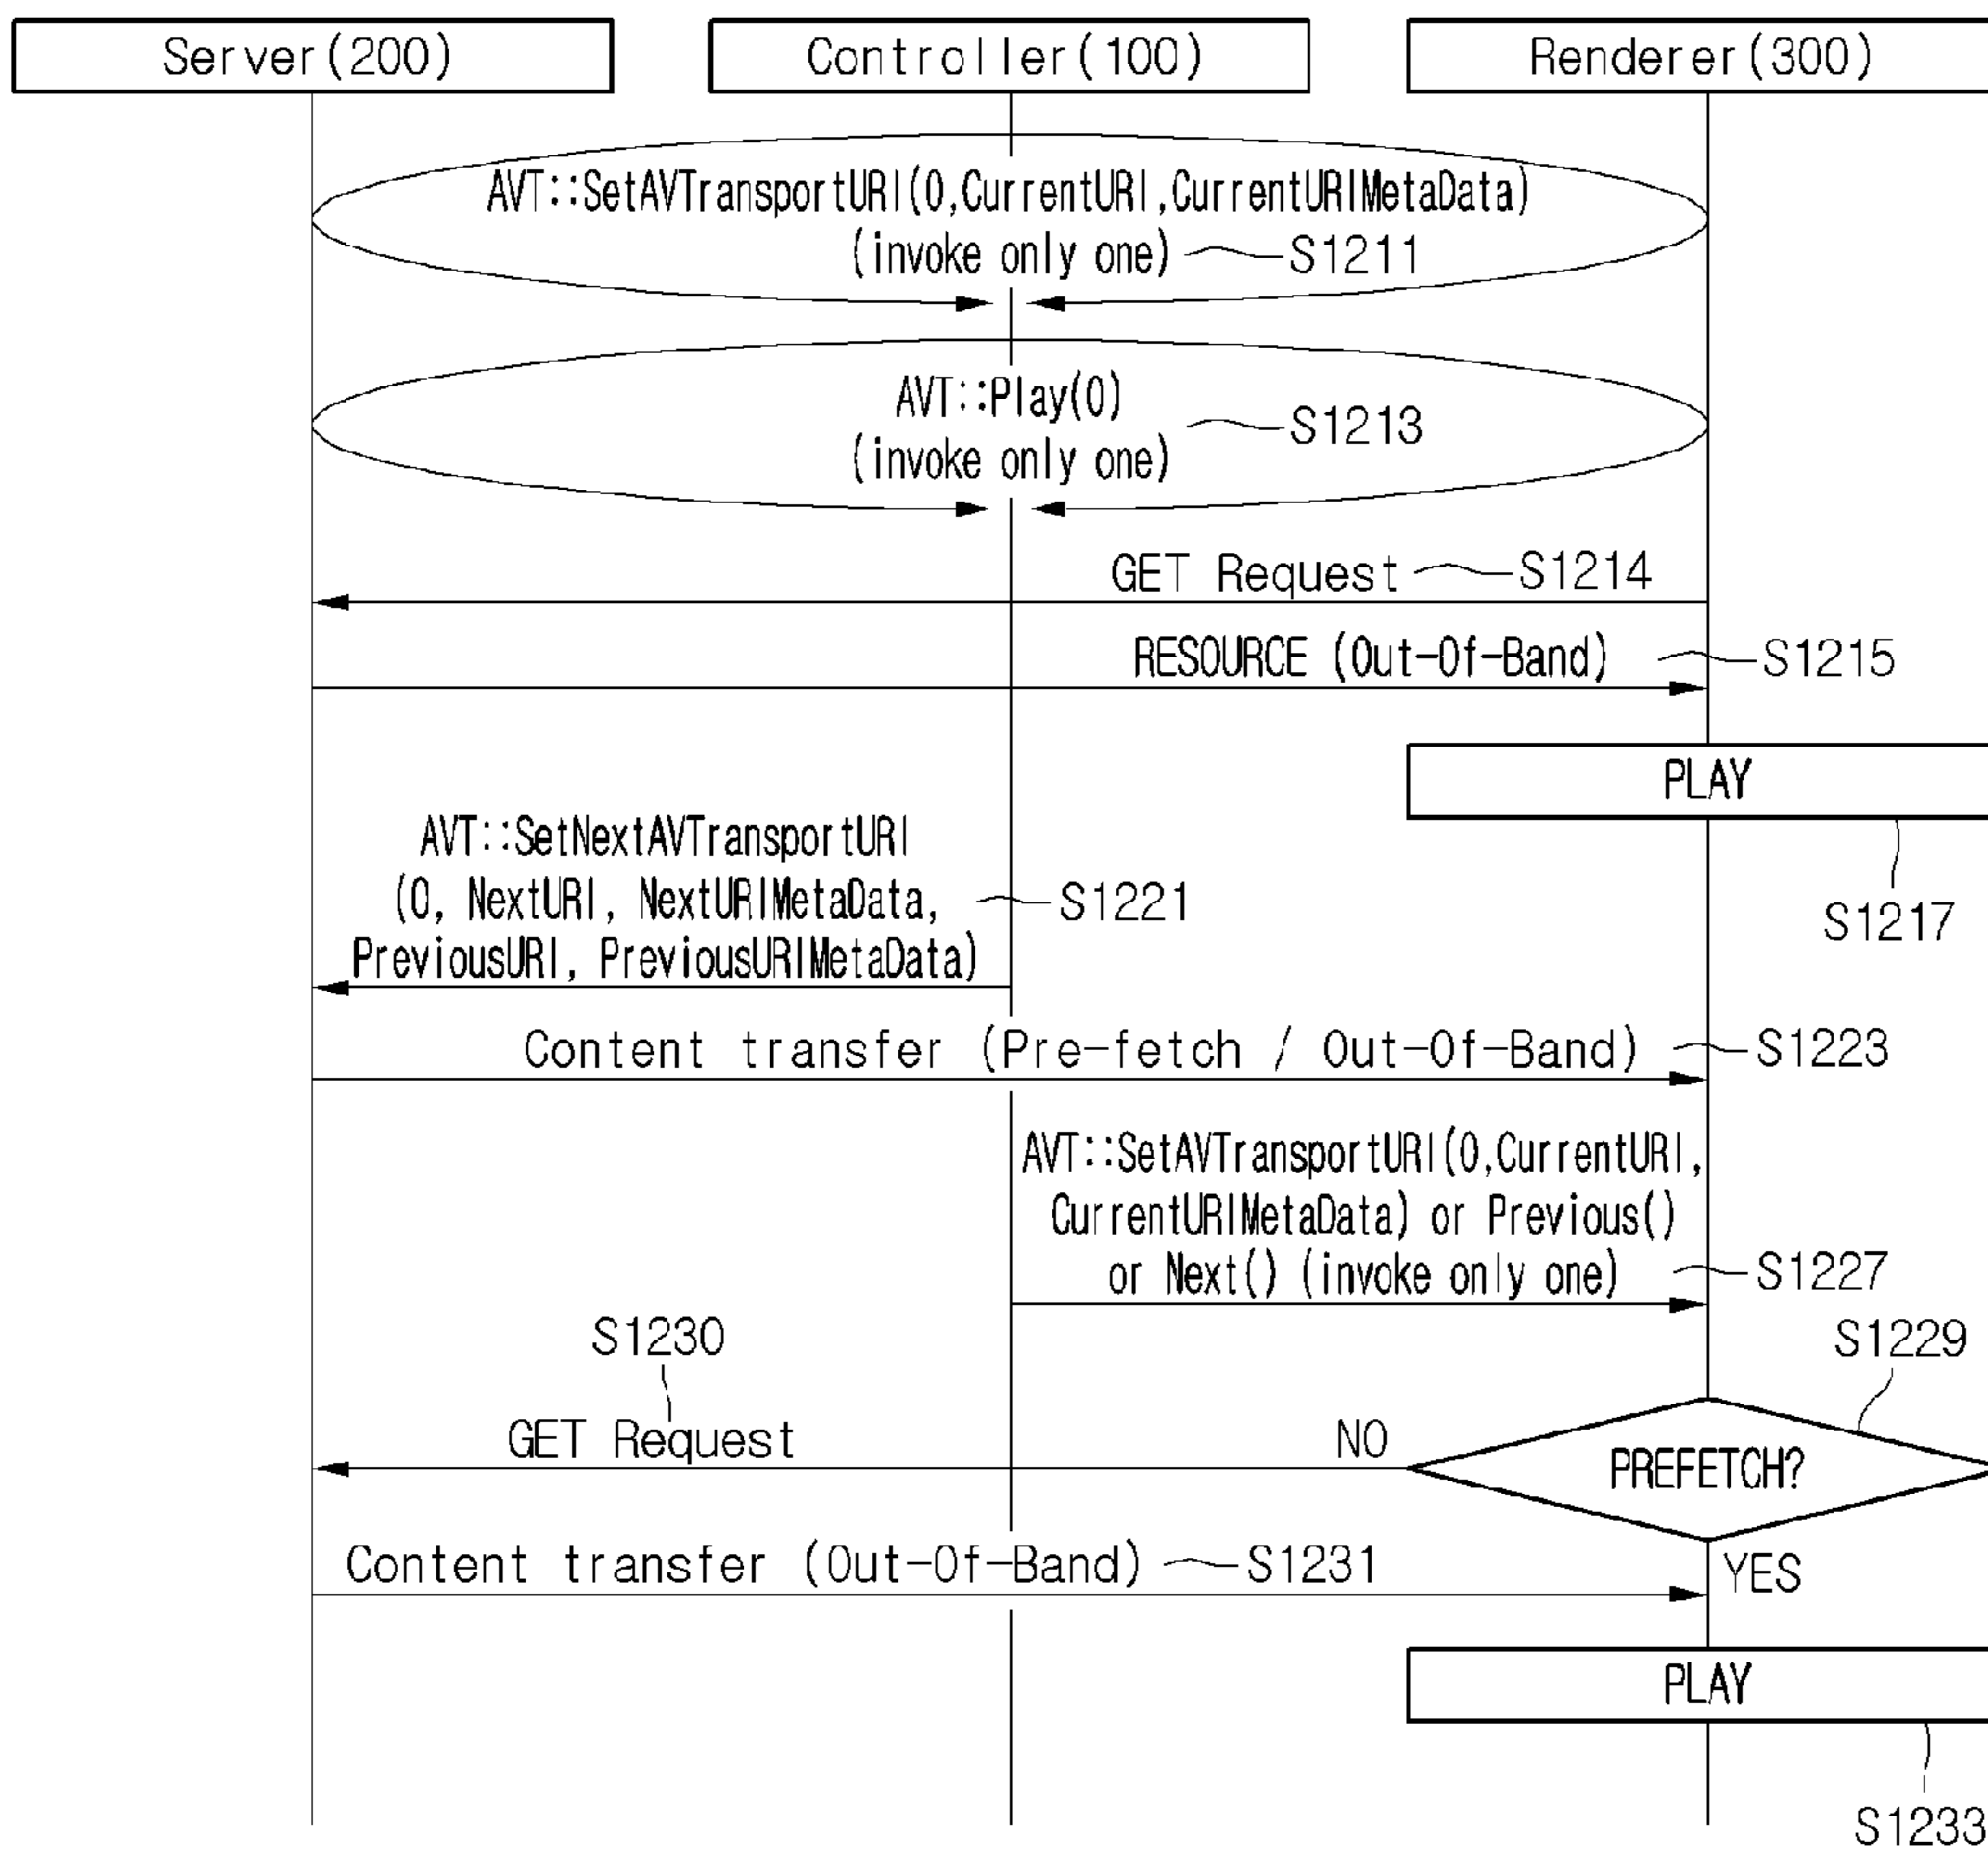 Server(200)
Controller(100)
Renderer(300)
AVT::SetAVTransportURI(0,CurrentURI,CurrentURIMetaData)
(invoke only one)
S1211
AVT::Play(0)
(invoke only one)
S1213
GET Request
S1214
RESOURCE (Out-Of-Band)
S1215
PLAY
S1217
AVT::SetNextAVTransportURI
(0, NextURI, NextURIMetaData,
PreviousURI, PreviousURIMetaData)
S1221
Content transfer (Pre-fetch / Out-Of-Band)
S1223
AVT::SetAVTransportURI(0,CurrentURI,
CurrentURIMetaData) or Previous()
or Next() (invoke only one)
S1227
S1230
S1229
GET Request
NO
PREFETCH?
Content transfer (Out-Of-Band)
S1231
YES
PLAY
S1233